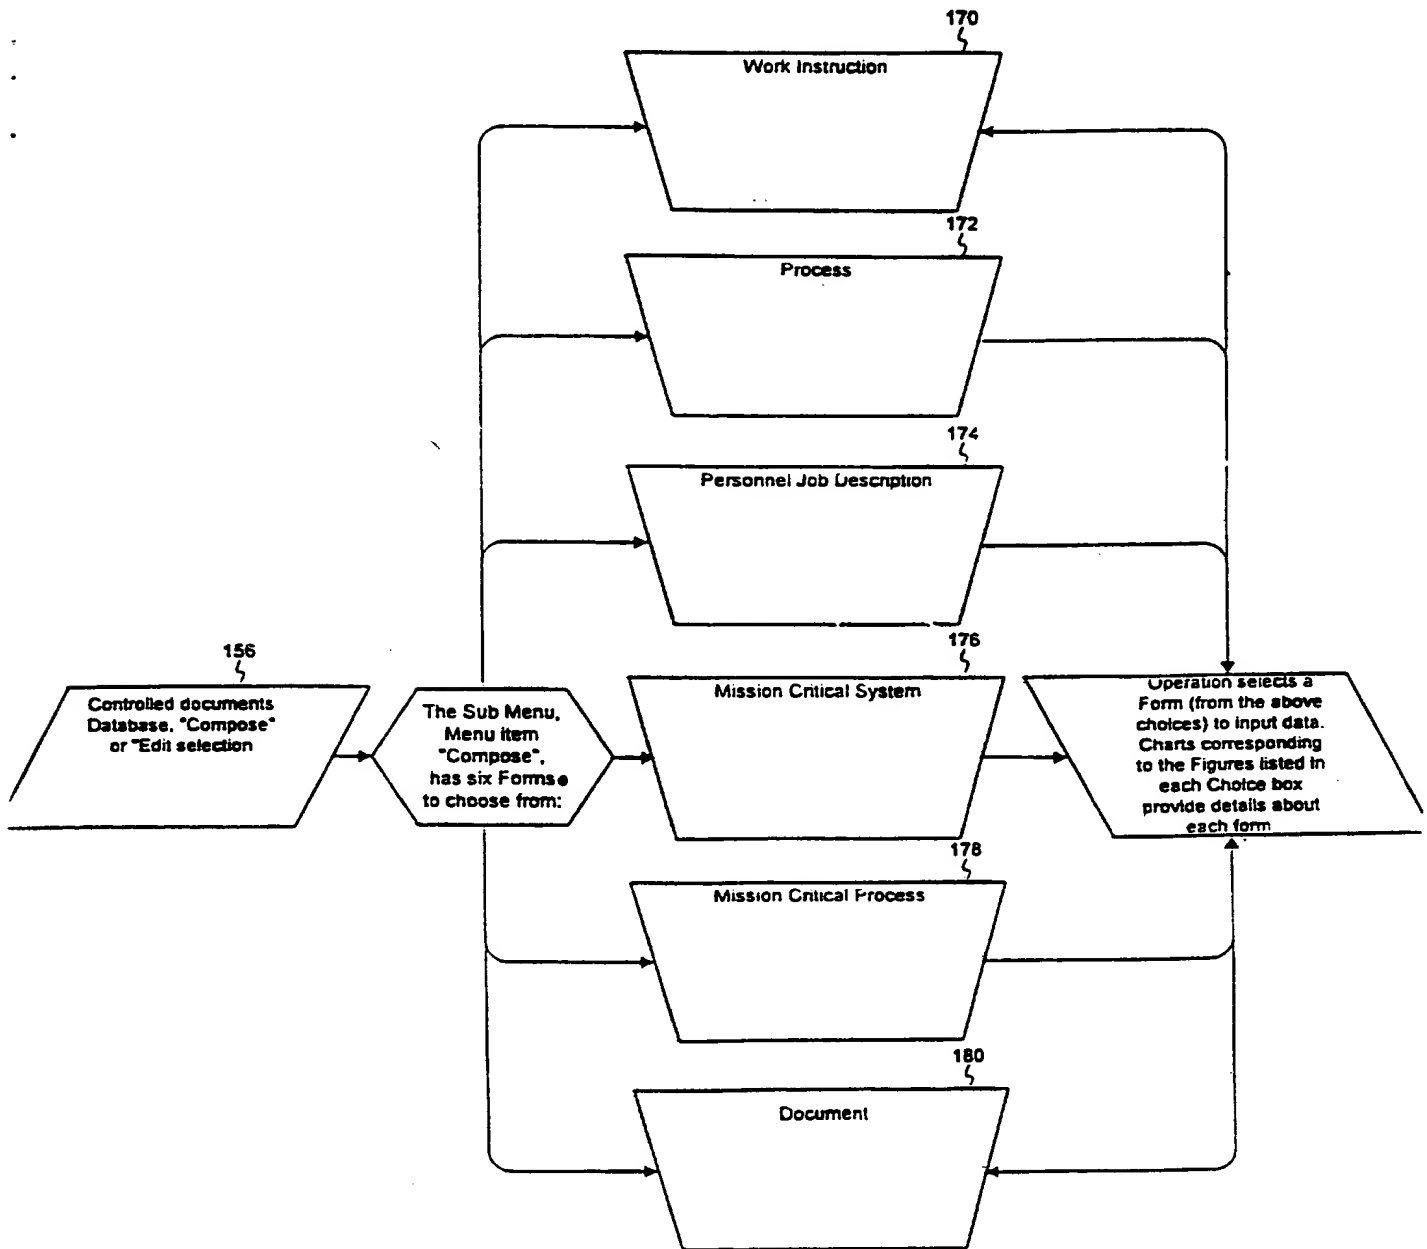 170
Work Instruction
172
Process
174
Personnel Job Description
156
Controlled documents
Database, "Compose"
or "Edit selection
The Sub Menu,
Menu Item
"Compose",
has six Forms
to choose from:
176
Mission Critical System
Operation selects a
Form (from the above
choices) to input data.
Charts corresponding
to the Figures listed in
each Choice box
provide details about
each form
178
Mission Critical Process
180
Document